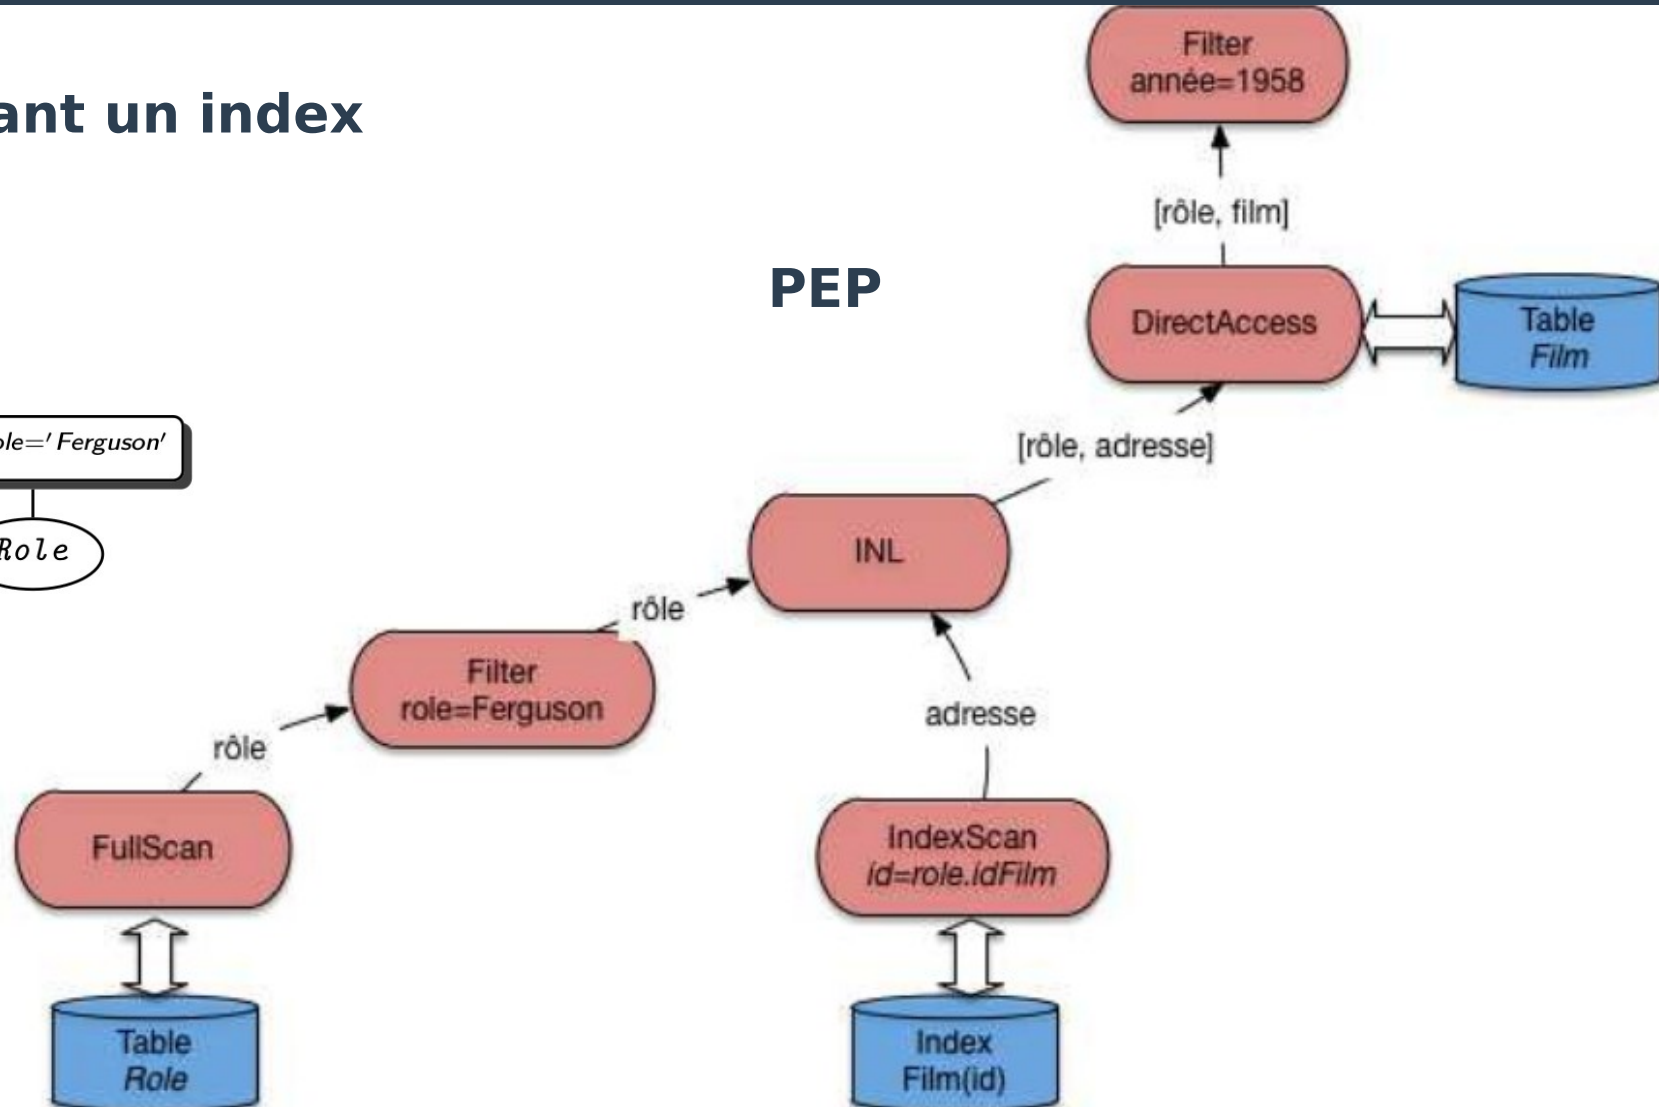 ant un index
Filter
année=1958
[rôle, film]
PEP
DirectAccess
Table
Film
ole='Ferguson'
[rôle, adresse]
Role
INL
rôle
Filter
role=Ferguson
adresse
rôle
FullScan
IndexScan
id=role.idFilm
Table
Role
Index
Film(id)